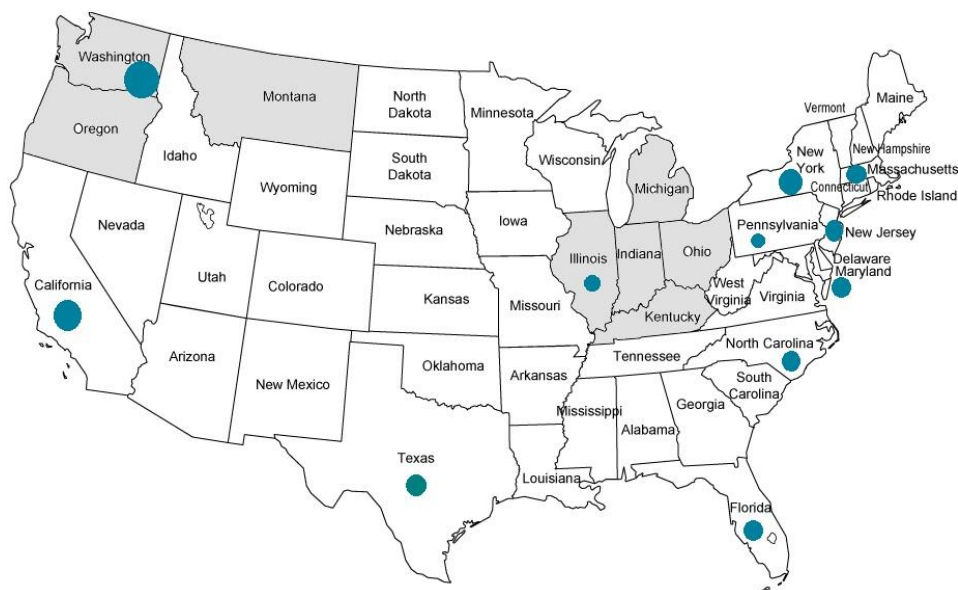 Washington
Montana
North
Dakota
Minnesota
Maine
Vermont
Oregon
Idaho
South
Dakota
Wisconsin
New Hampshire
New
York
Massachusetts
Wyoming
Michigan
Connecticut
Rhode Island
Nevada
Nebraska
Iowa
Pennsylvania
New Jersey
Illinois
Indiana
Ohio
Delaware
Maryland
California
Utah
Colorado
Kansas
Missouri
West
Virginia
Virginia
Kentucky
Arizona
New Mexico
Oklahoma
Arkansas
Tennessee
North Carolina
South
Carolina
Mississippi
Alabama
Georgia
Texas
Louisiana
Florida